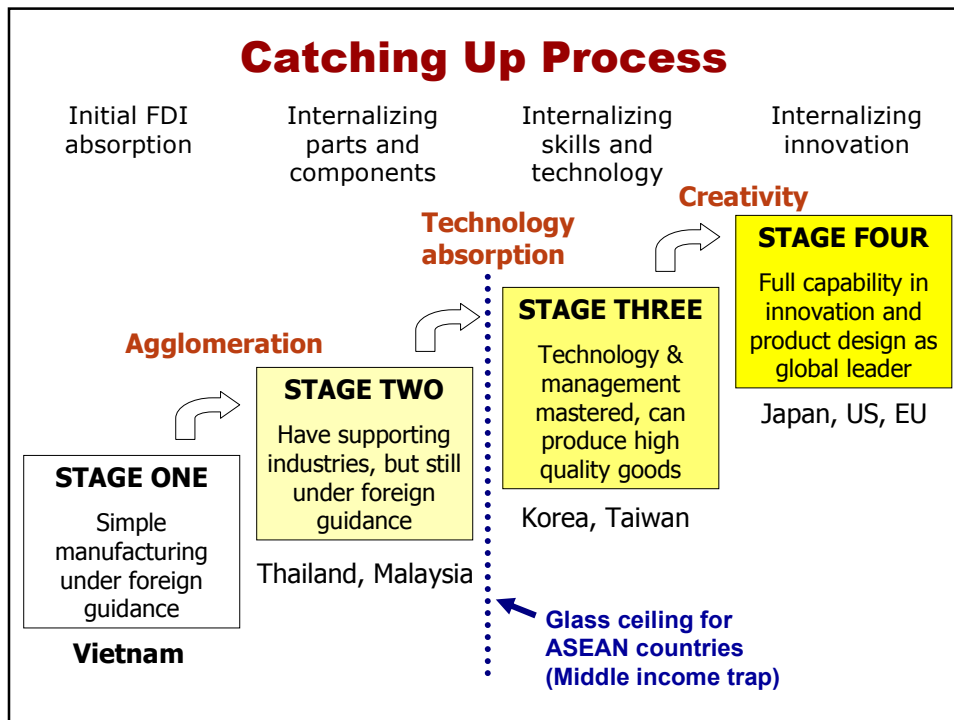 Catching Up Process
Initial FDI
absorption
Internalizing
parts and
components
Internalizing
skills and
technology
Internalizing
innovation
Agglomeration
Technology
absorption
Creativity
STAGE ONE
Simple
manufacturing
under foreign
guidance
Vietnam
STAGE TWO
Have supporting
industries, but still
under foreign
guidance
Thailand, Malaysia
STAGE THREE
Technology &
management
mastered, can
produce high
quality goods
Korea, Taiwan
STAGE FOUR
Full capability in
innovation and
product design as
global leader
Japan, US, EU
Glass ceiling for
ASEAN countries
(Middle income trap)